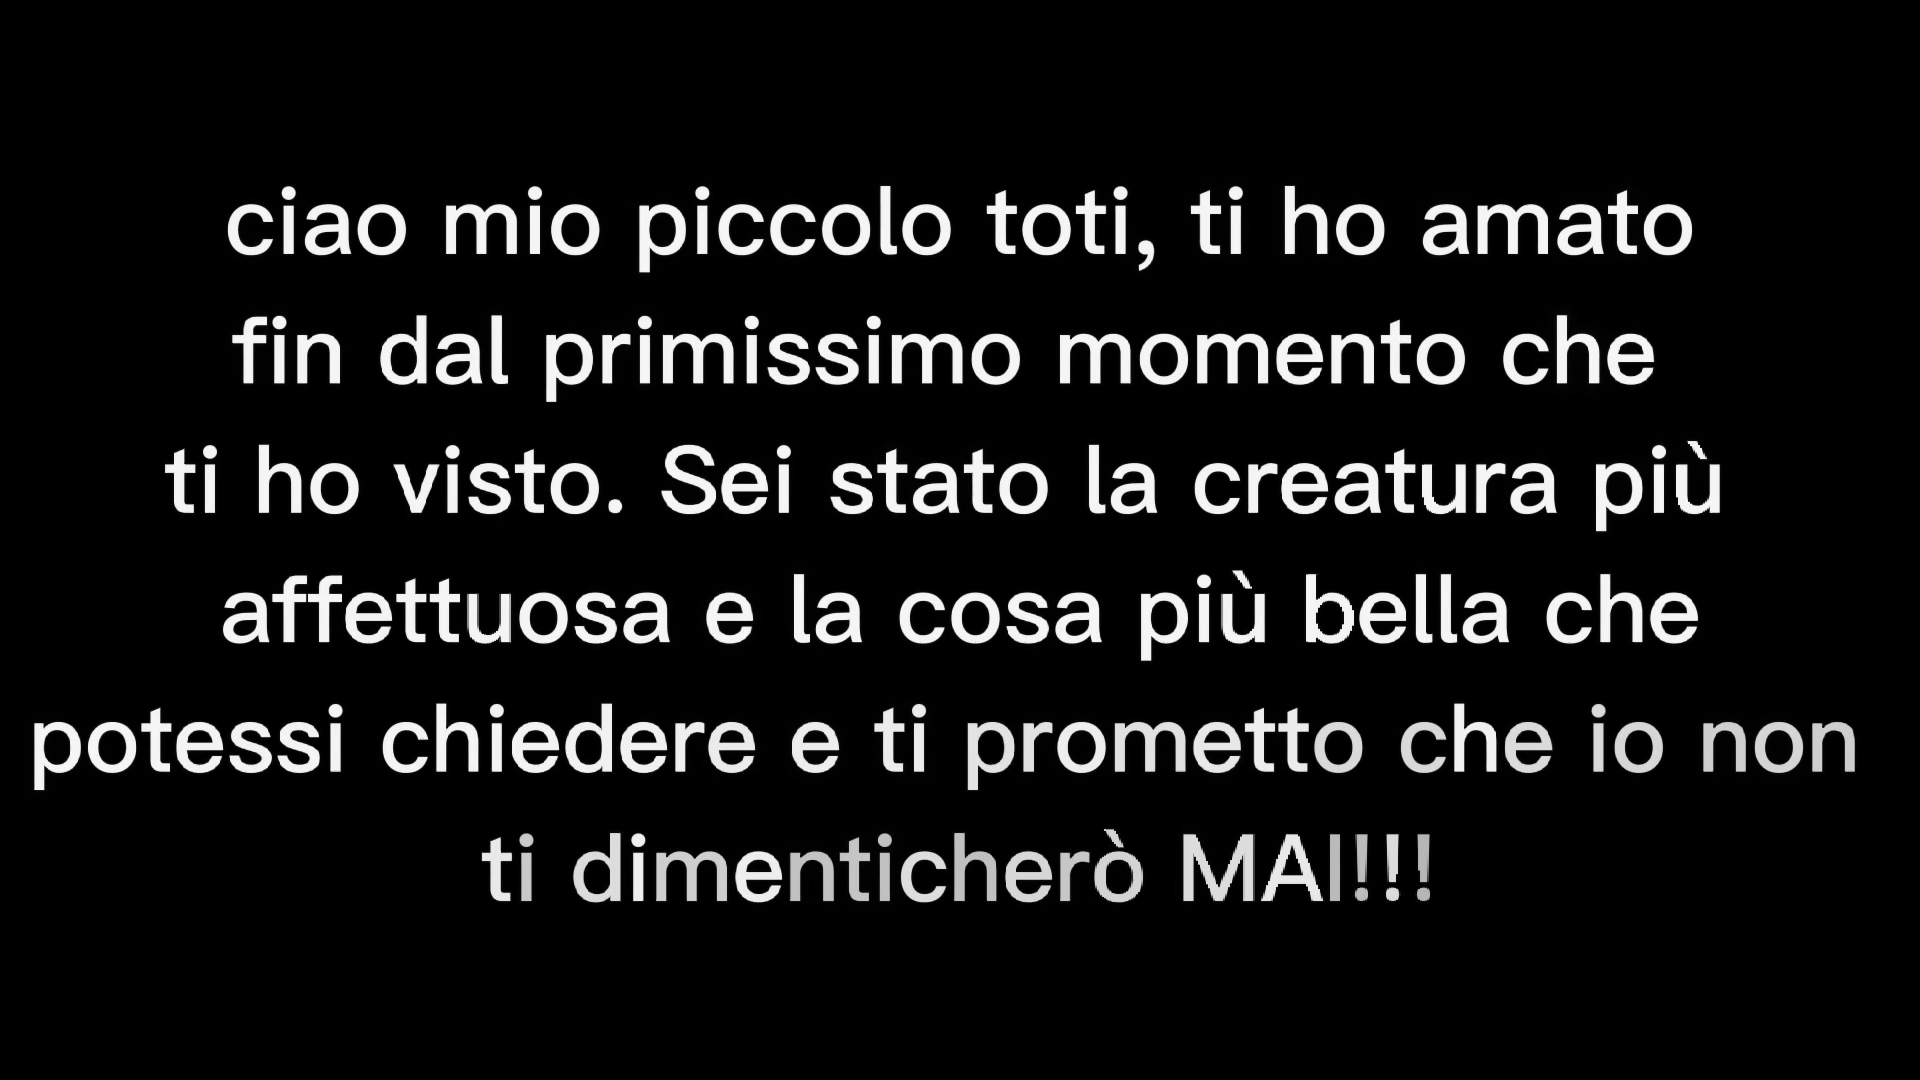 ciao mio piccolo toti, ti ho amato
fin dal primissimo momento che
ti ho visto. Sei stato la creatura più
affettuosa e la cosa più bella che
potessi chiedere e ti prometto che io non
ti dimenticherò MAI!!!